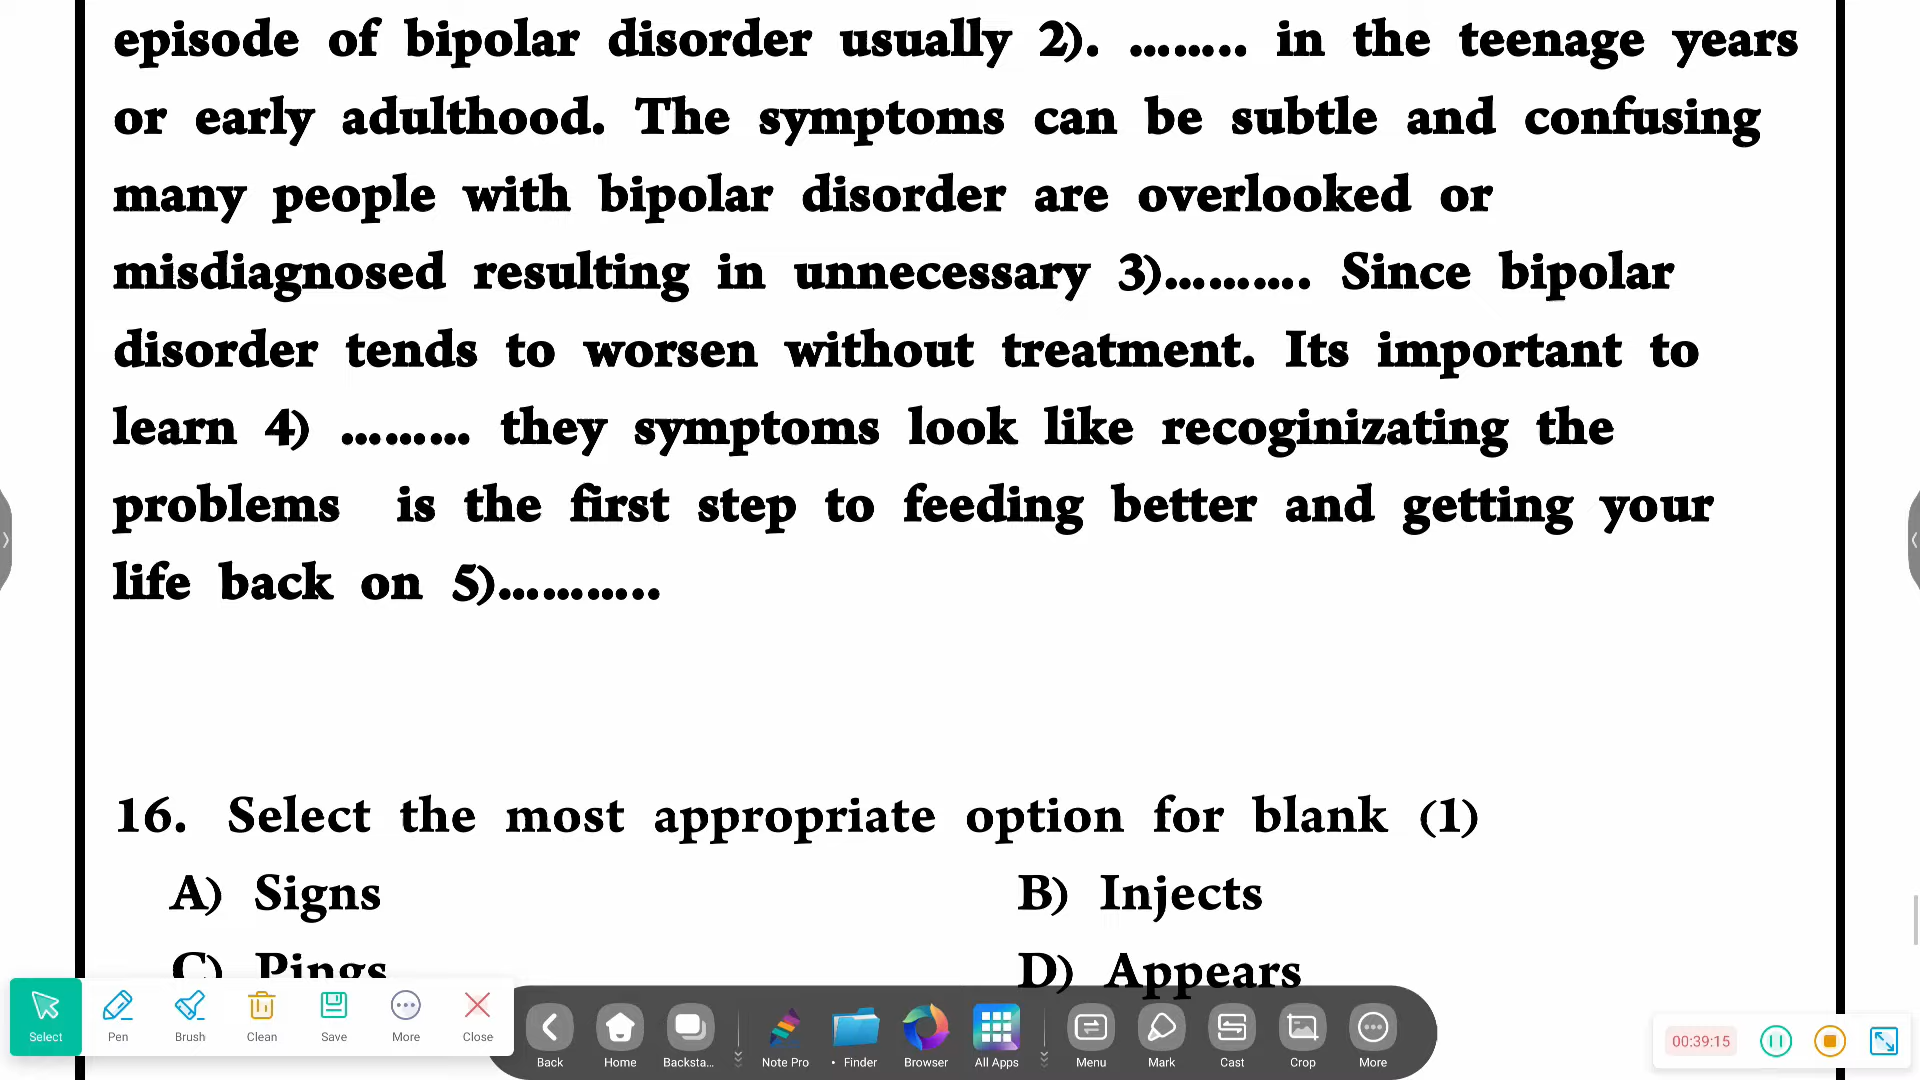 episode of bipolar disorder usually 2). ........ in the teenage years
or early adulthood. The symptoms can be subtle and confusing
many people with bipolar disorder are overlooked or
misdiagnosed resulting in unnecessary 3).......... Since bipolar
disorder tends to worsen without treatment. Its important to
learn 4) ......... they symptoms look like recoginizating the
problems is the first step to feeding better and getting your
life back on 5)...........
16. Select the most appropriate option for blank (1)
A) Signs B) Injects
C) Pings D) Appears
Select Pen Brush Clean Save More Close
Back Home Backsta... Note Pro • Finder Browser All Apps Menu Mark Cast Crop More
00:39:15